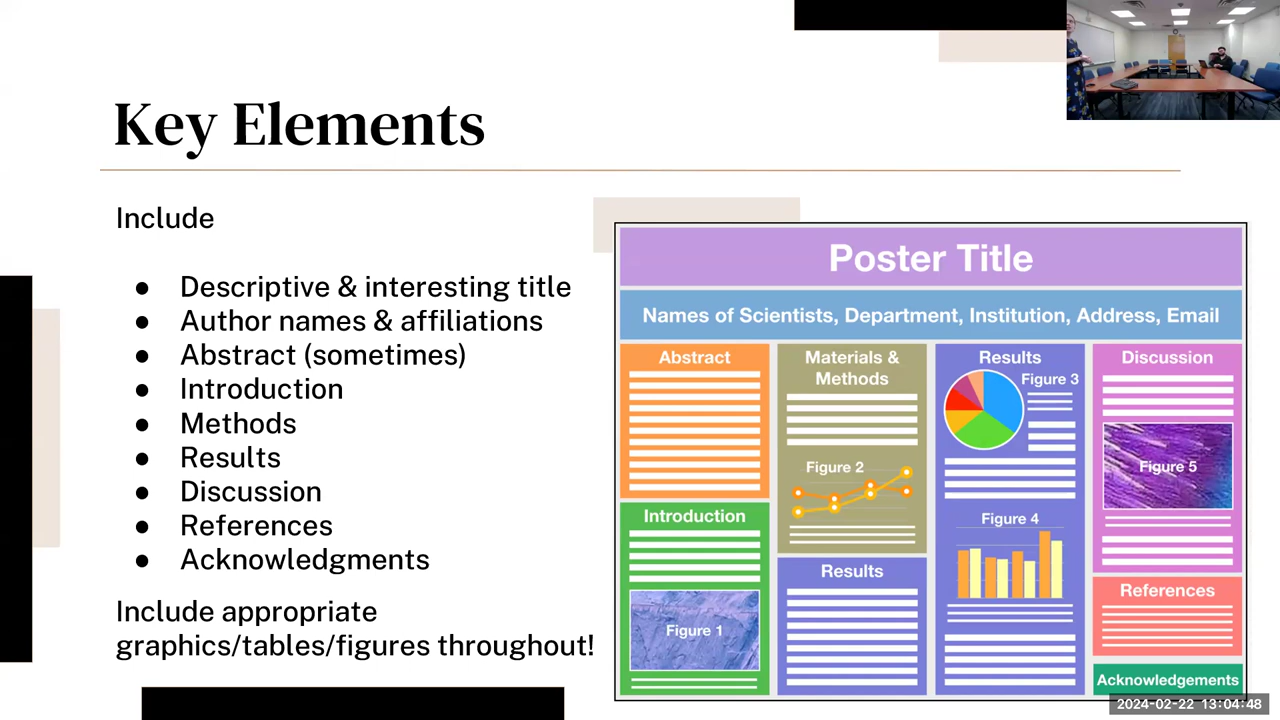 Key Elements
Include
● Descriptive & interesting title
● Author names & affiliations
● Abstract (sometimes)
● Introduction
● Methods
● Results
● Discussion
● References
● Acknowledgments
Include appropriate
graphics/tables/figures throughout!
Poster Title
Names of Scientists, Department, Institution, Address, Email
Abstract
Introduction
Figure 1
Materials &
Methods
Figure 2
Results
Results
Figure 3
Figure 4
Discussion
Figure 5
References
Acknowledgements
2024-02-22 13:04:48